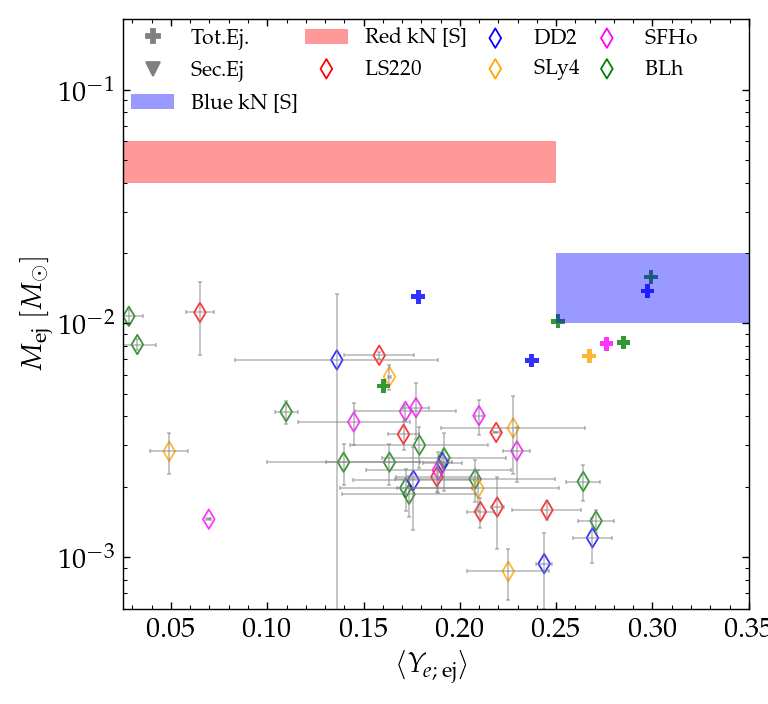 Tot.Ej. Red kN [S] DD2 SFHo
Sec.Ej LS220 SLy4 BLh
Blue kN [S]
10⁻¹
10⁻²
10⁻³
M_ej [M_⊙]
0.05 0.10 0.15 0.20 0.25 0.30 0.35
⟨Y_e; ej⟩